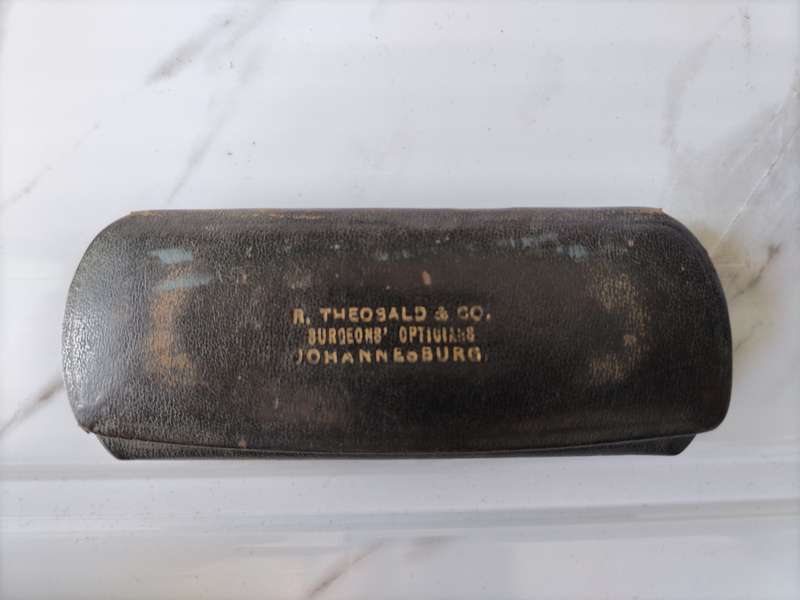 R. THEOBALD & CO.
SURGEONS' OPTICIANS
JOHANNESBURG